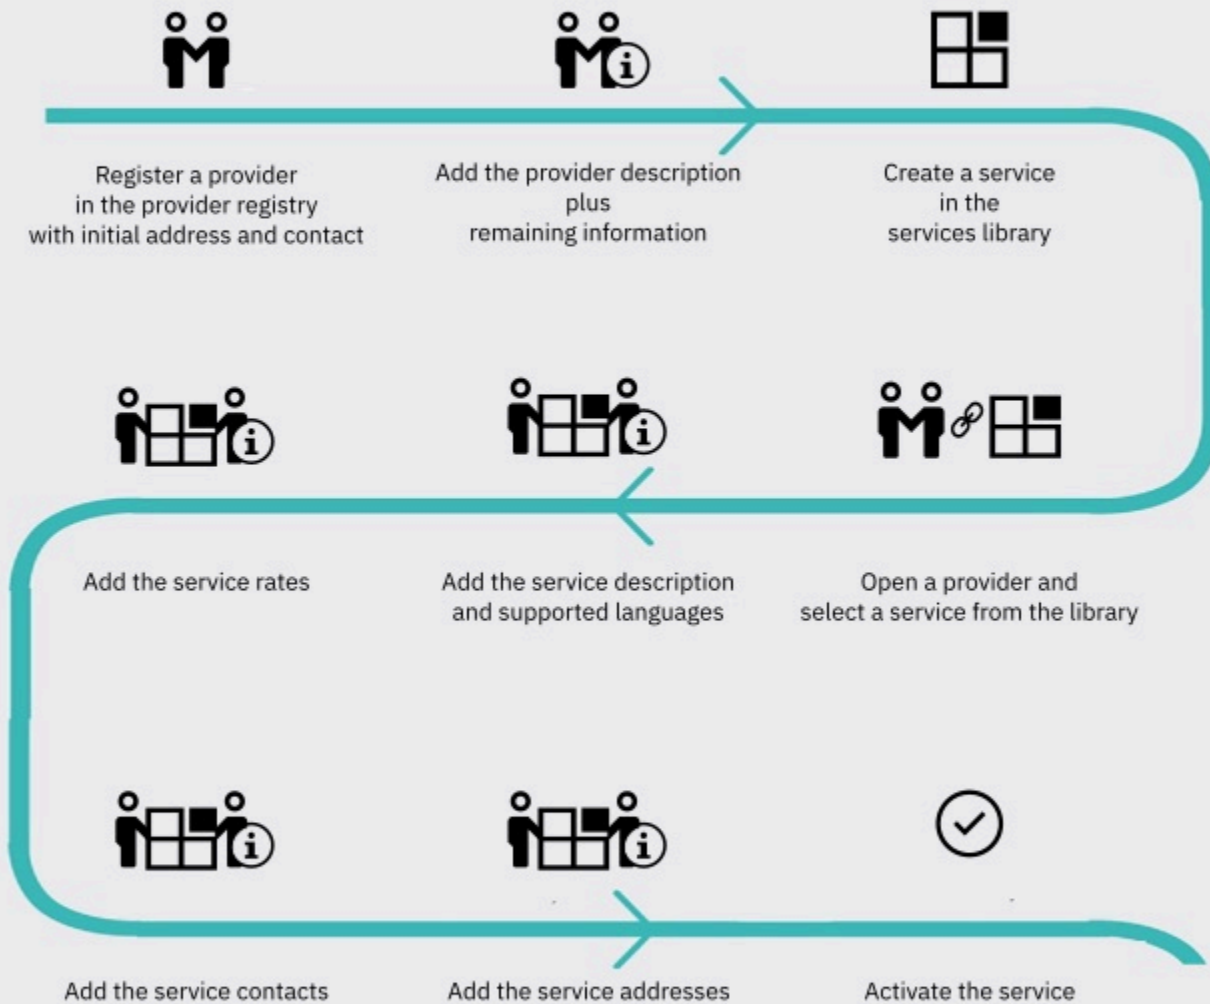 Register a provider
in the provider registry
with initial address and contact
Add the provider description
plus
remaining information
Create a service
in the
services library
Open a provider and
select a service from the library
Add the service description
and supported languages
Add the service rates
Add the service contacts
Add the service addresses
Activate the service